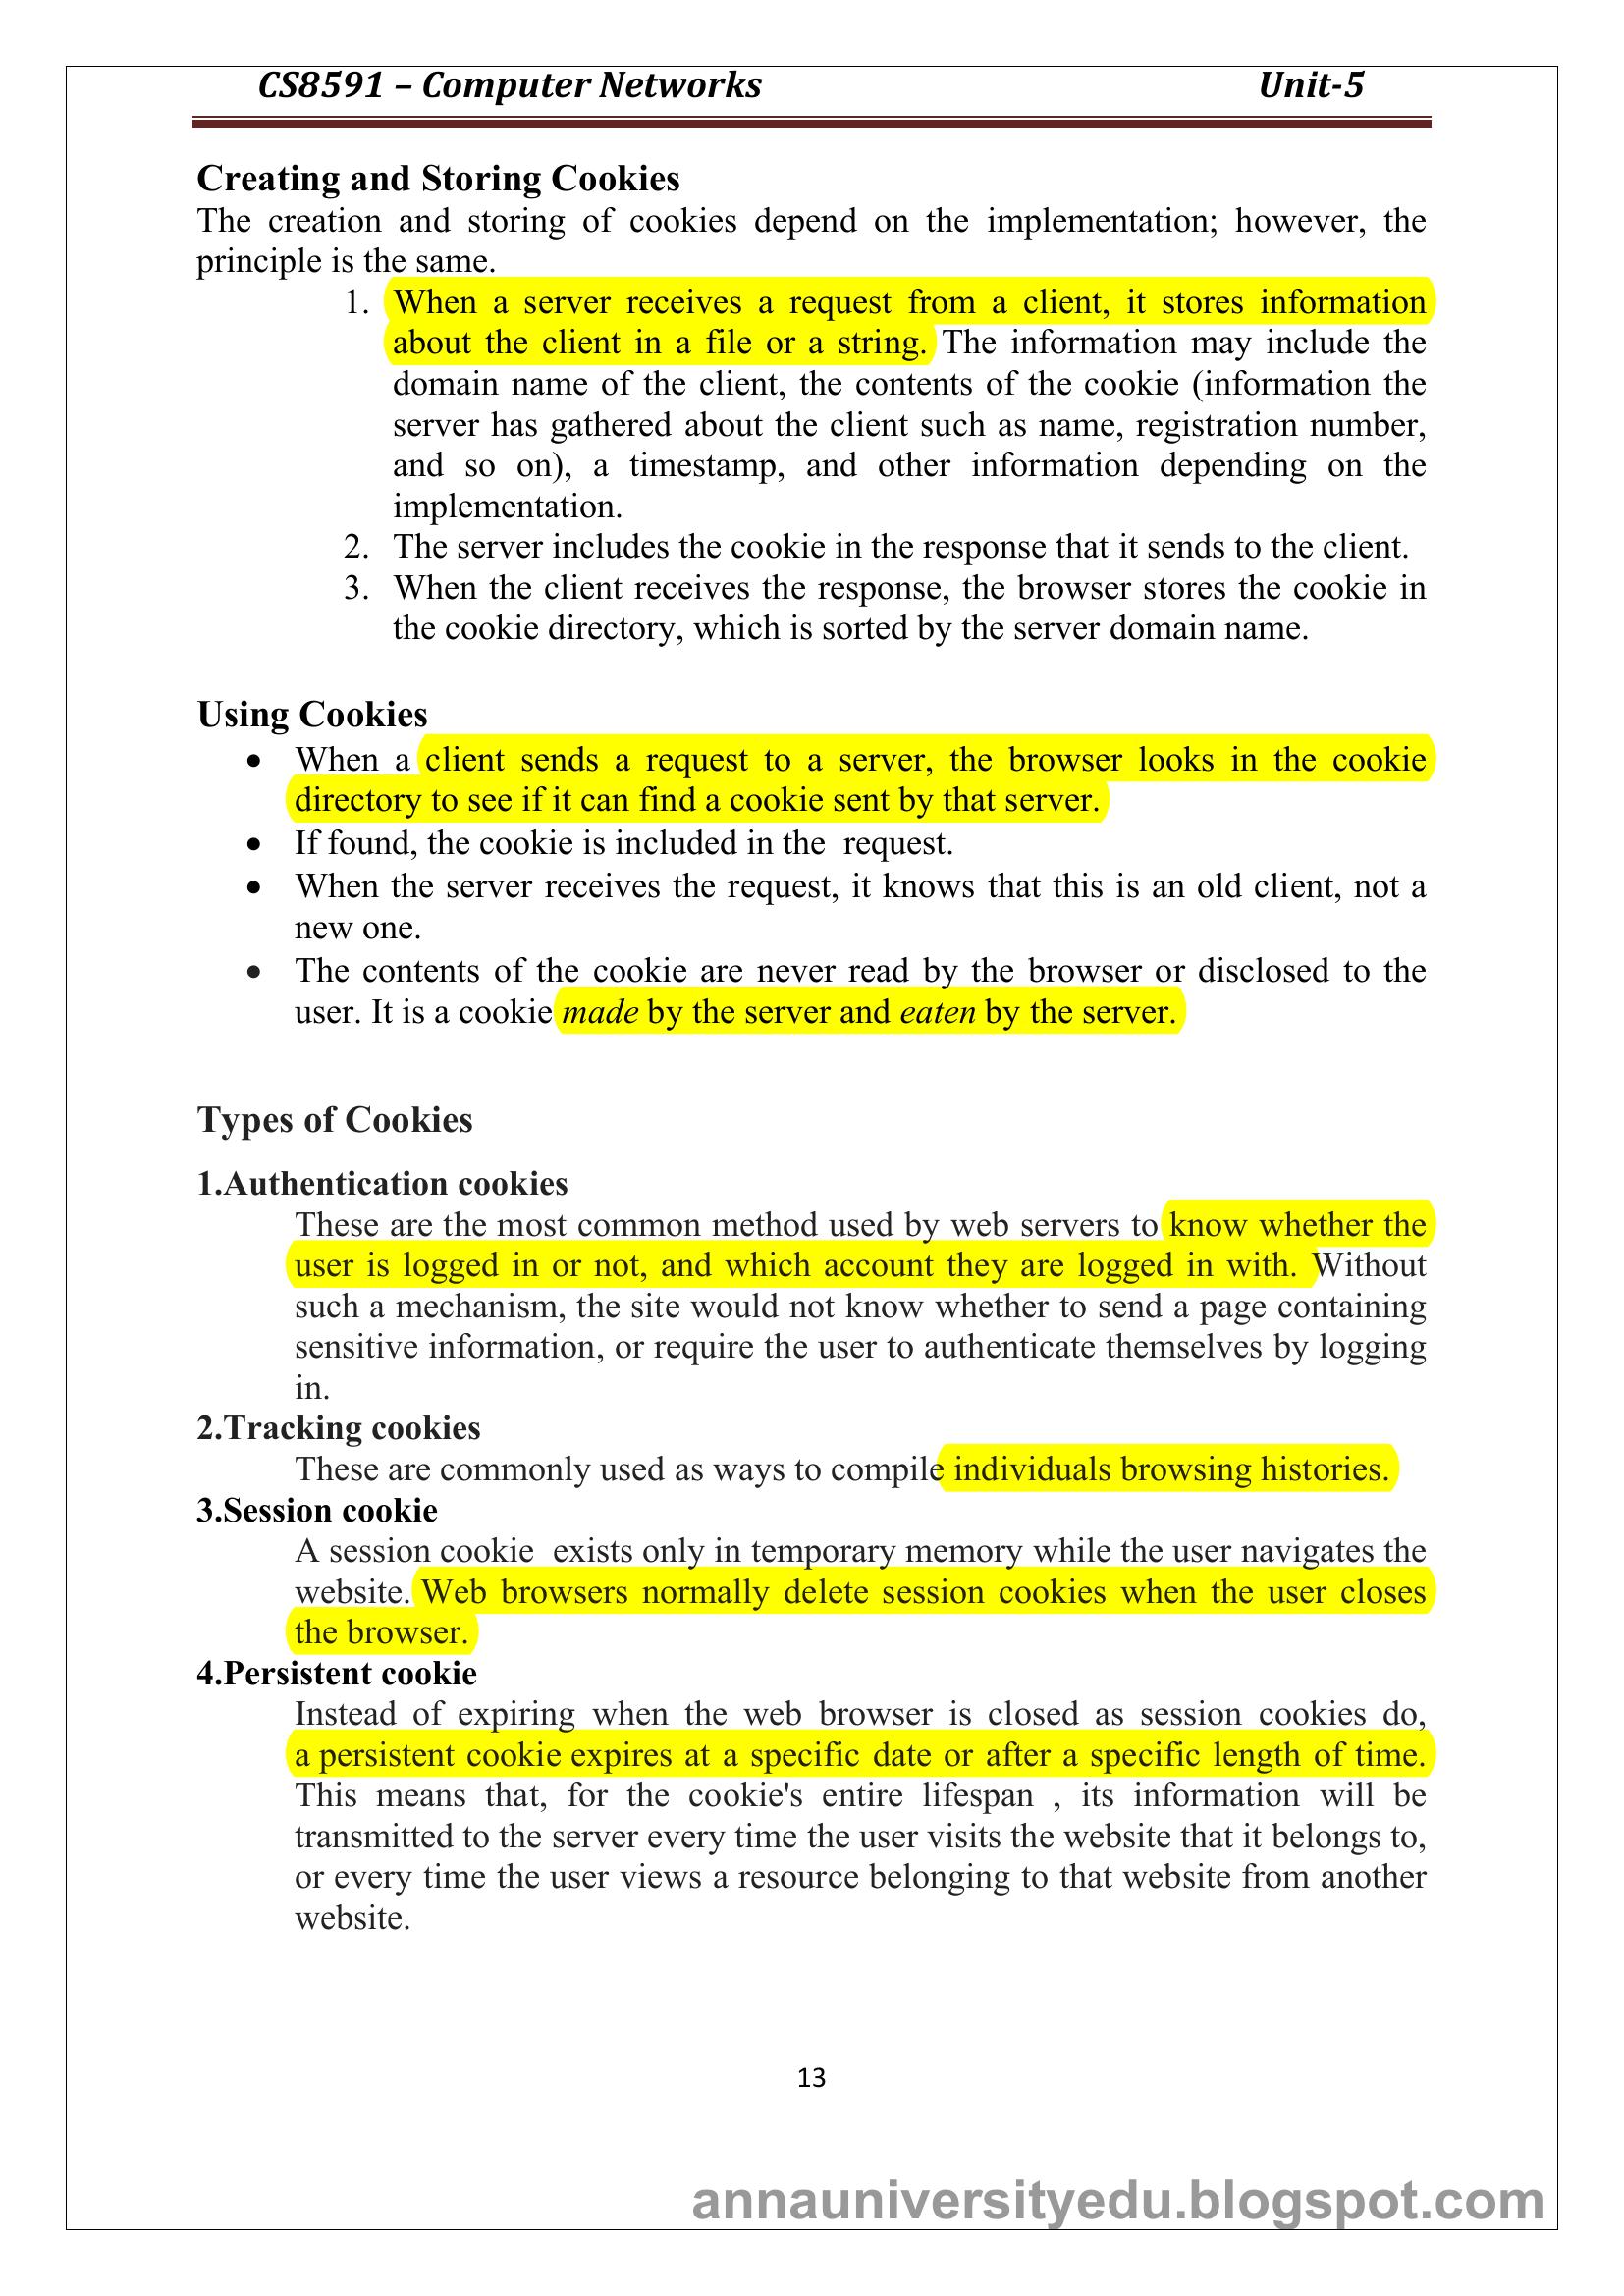 CS8591 – Computer Networks Unit-5
Creating and Storing Cookies
The creation and storing of cookies depend on the implementation; however, the
principle is the same.
1. When a server receives a request from a client, it stores information
about the client in a file or a string. The information may include the
domain name of the client, the contents of the cookie (information the
server has gathered about the client such as name, registration number,
and so on), a timestamp, and other information depending on the
implementation.
2. The server includes the cookie in the response that it sends to the client.
3. When the client receives the response, the browser stores the cookie in
the cookie directory, which is sorted by the server domain name.
Using Cookies
• When a client sends a request to a server, the browser looks in the cookie
directory to see if it can find a cookie sent by that server.
• If found, the cookie is included in the request.
• When the server receives the request, it knows that this is an old client, not a
new one.
• The contents of the cookie are never read by the browser or disclosed to the
user. It is a cookie made by the server and eaten by the server.
Types of Cookies
1.Authentication cookies
These are the most common method used by web servers to know whether the
user is logged in or not, and which account they are logged in with. Without
such a mechanism, the site would not know whether to send a page containing
sensitive information, or require the user to authenticate themselves by logging
in.
2.Tracking cookies
These are commonly used as ways to compile individuals browsing histories.
3.Session cookie
A session cookie exists only in temporary memory while the user navigates the
website. Web browsers normally delete session cookies when the user closes
the browser.
4.Persistent cookie
Instead of expiring when the web browser is closed as session cookies do,
a persistent cookie expires at a specific date or after a specific length of time.
This means that, for the cookie's entire lifespan , its information will be
transmitted to the server every time the user visits the website that it belongs to,
or every time the user views a resource belonging to that website from another
website.
13
annauniversityedu.blogspot.com